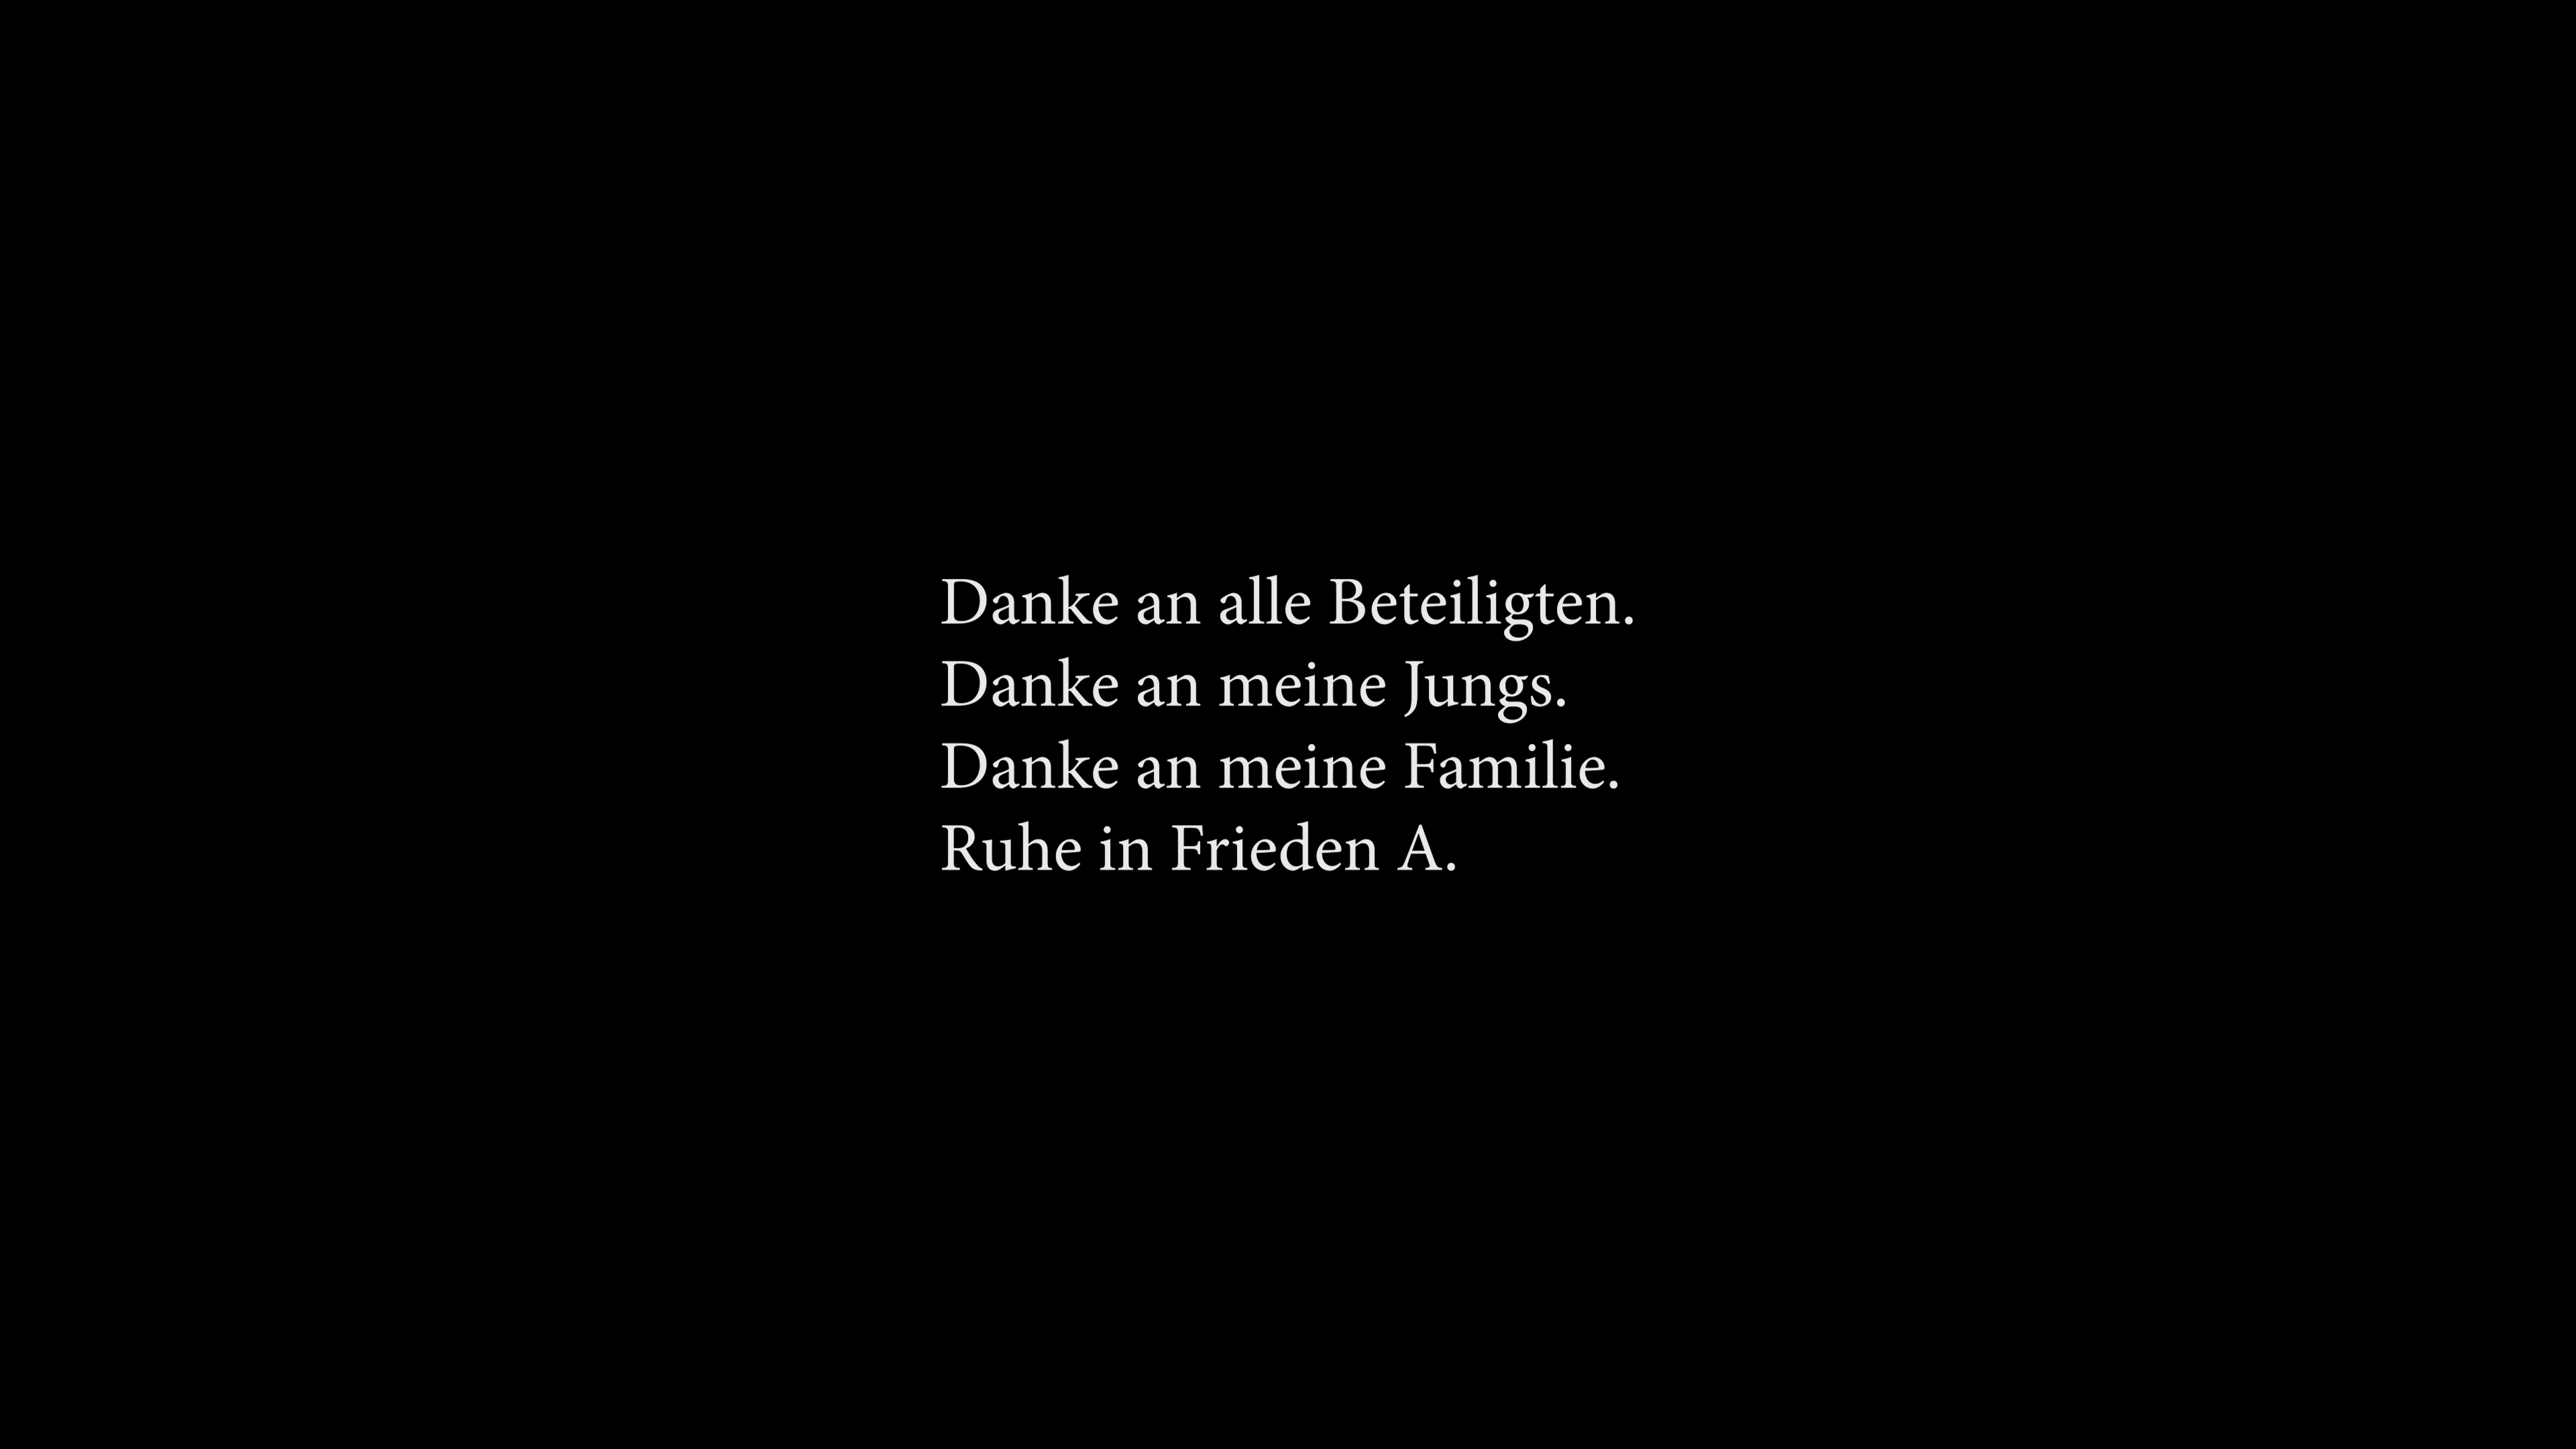 Danke an alle Beteiligten.
Danke an meine Jungs.
Danke an meine Familie.
Ruhe in Frieden A.